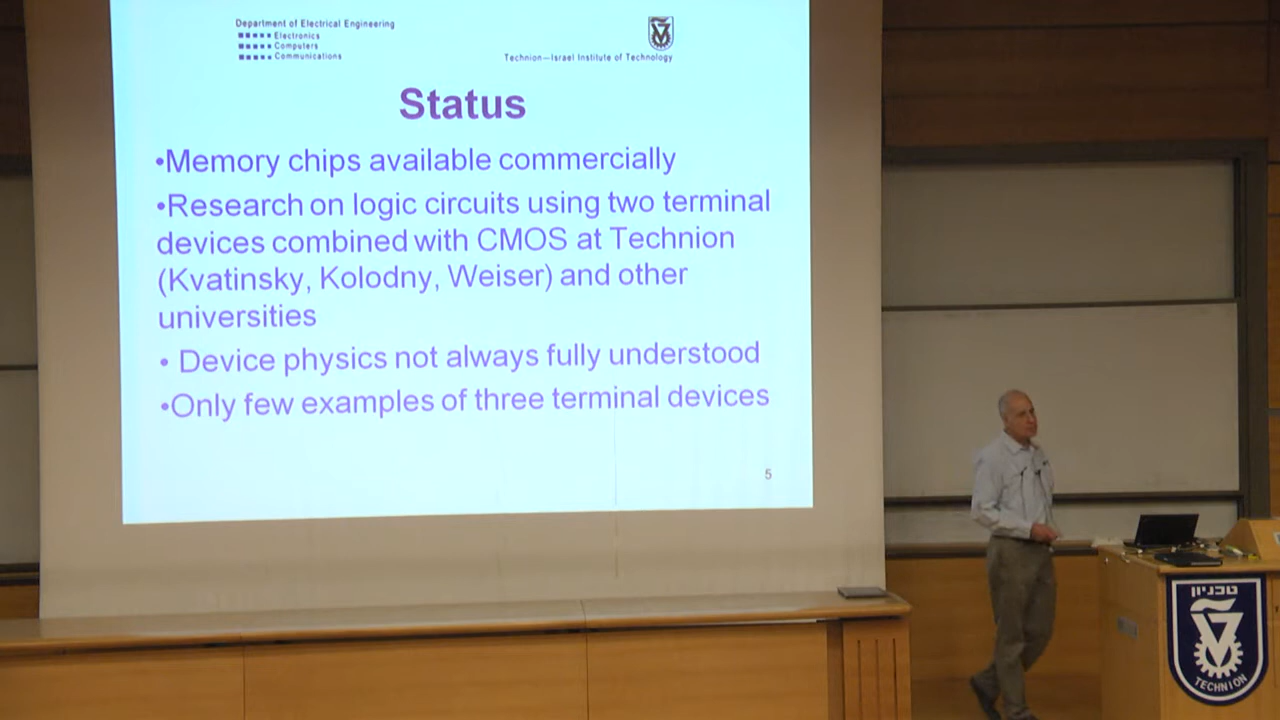 Department of Electrical Engineering
Electronics
Computers
Communications
Technion—Israel Institute of Technology
Status
•Memory chips available commercially
•Research on logic circuits using two terminal
devices combined with CMOS at Technion
(Kvatinsky, Kolodny, Weiser) and other
universities
• Device physics not always fully understood
•Only few examples of three terminal devices
5
טכניון
TECHNION